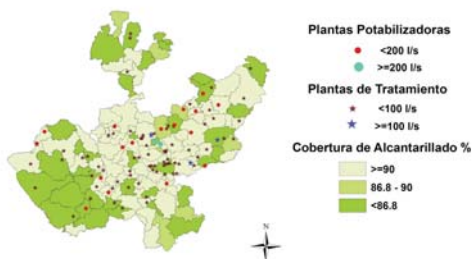 Plantas Potabilizadoras
<200 l/s
>=200 l/s
Plantas de Tratamiento
<100 l/s
>=100 l/s
Cobertura de Alcantarillado %
>=90
86.8 - 90
<86.8
N